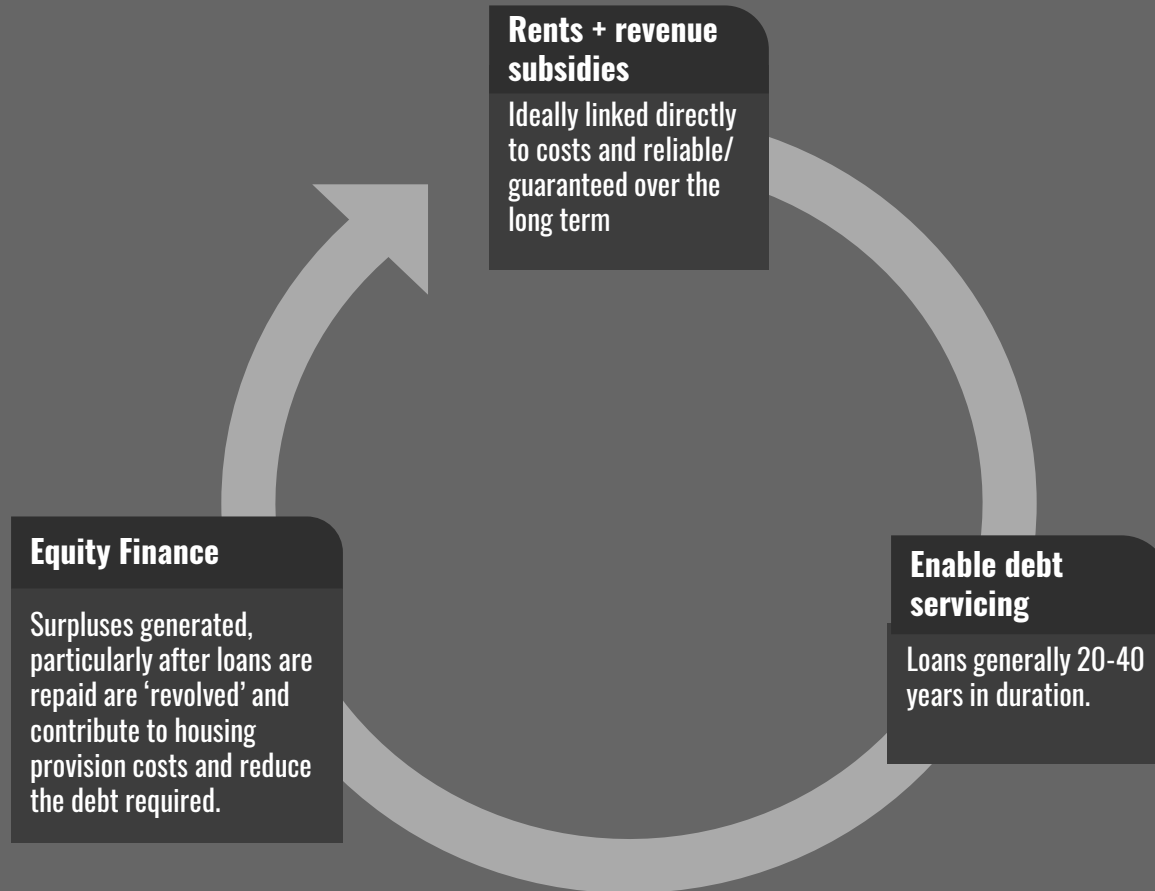 Rents + revenue
subsidies
Ideally linked directly
to costs and reliable/
guaranteed over the
long term
Enable debt
servicing
Loans generally 20-40
years in duration.
Equity Finance
Surpluses generated,
particularly after loans are
repaid are ‘revolved’ and
contribute to housing
provision costs and reduce
the debt required.